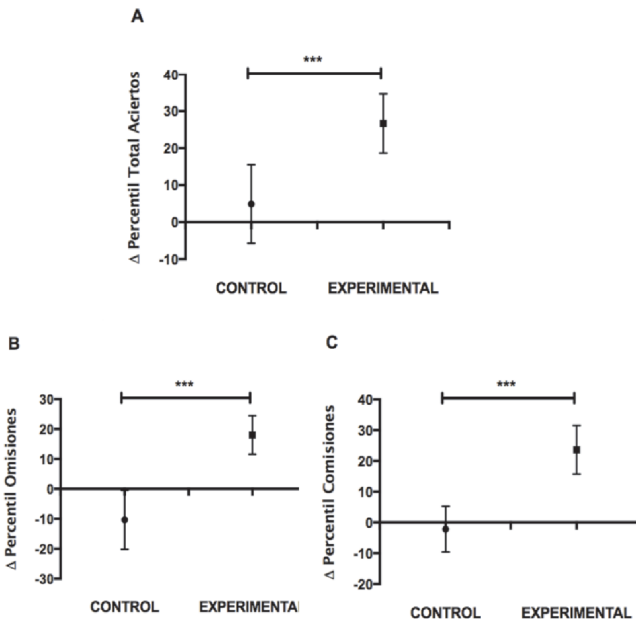 A
***
Δ Percentil Total Aciertos
40
30
20
10
0
-10
CONTROL EXPERIMENTAL
B
***
Δ Percentil Omisiones
30
20
10
0
-10
-20
-30
CONTROL EXPERIMENTAI
C
***
Δ Percentil Comisiones
40
30
20
10
0
-10
-20
CONTROL EXPERIMENTAL